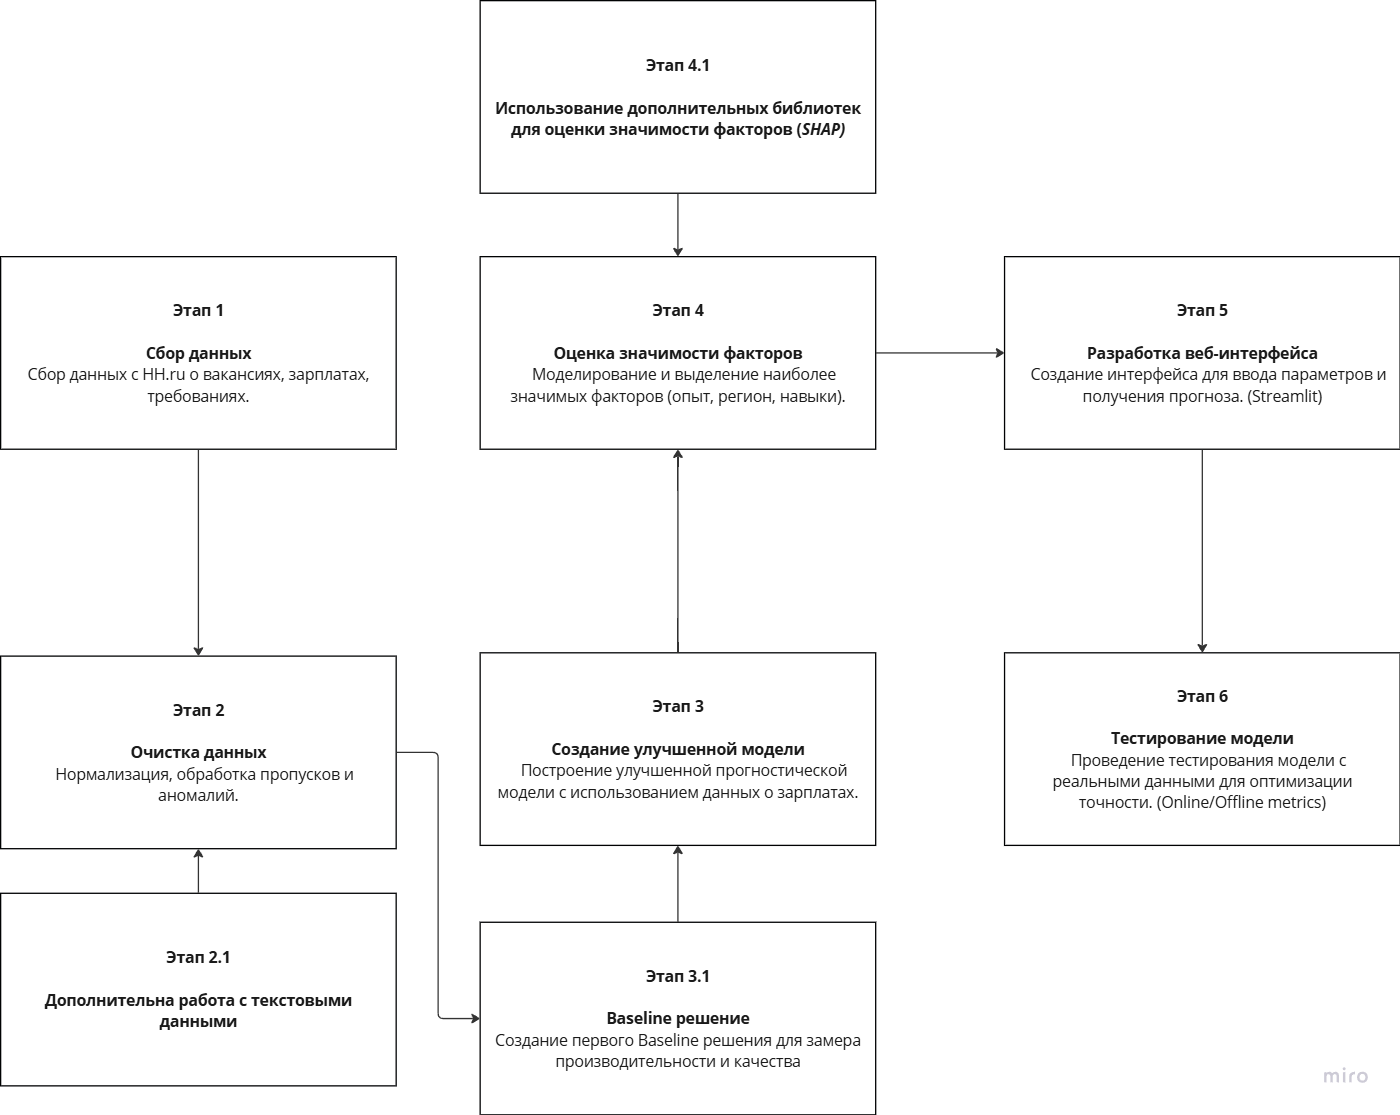 Этап 4.1
Использование дополнительных библиотек
для оценки значимости факторов (SHAP)
Этап 1
Сбор данных
Сбор данных с HH.ru о вакансиях, зарплатах,
требованиях.
Этап 4
Оценка значимости факторов
Моделирование и выделение наиболее
значимых факторов (опыт, регион, навыки).
Этап 5
Разработка веб-интерфейса
Создание интерфейса для ввода параметров и
получения прогноза. (Streamlit)
Этап 2
Очистка данных
Нормализация, обработка пропусков и
аномалий.
Этап 3
Создание улучшенной модели
Построение улучшенной прогностической
модели с использованием данных о зарплатах.
Этап 6
Тестирование модели
Проведение тестирования модели с
реальными данными для оптимизации
точности. (Online/Offline metrics)
Этап 2.1
Дополнительна работа с текстовыми
данными
Этап 3.1
Baseline решение
Создание первого Baseline решения для замера
производительности и качества
miro